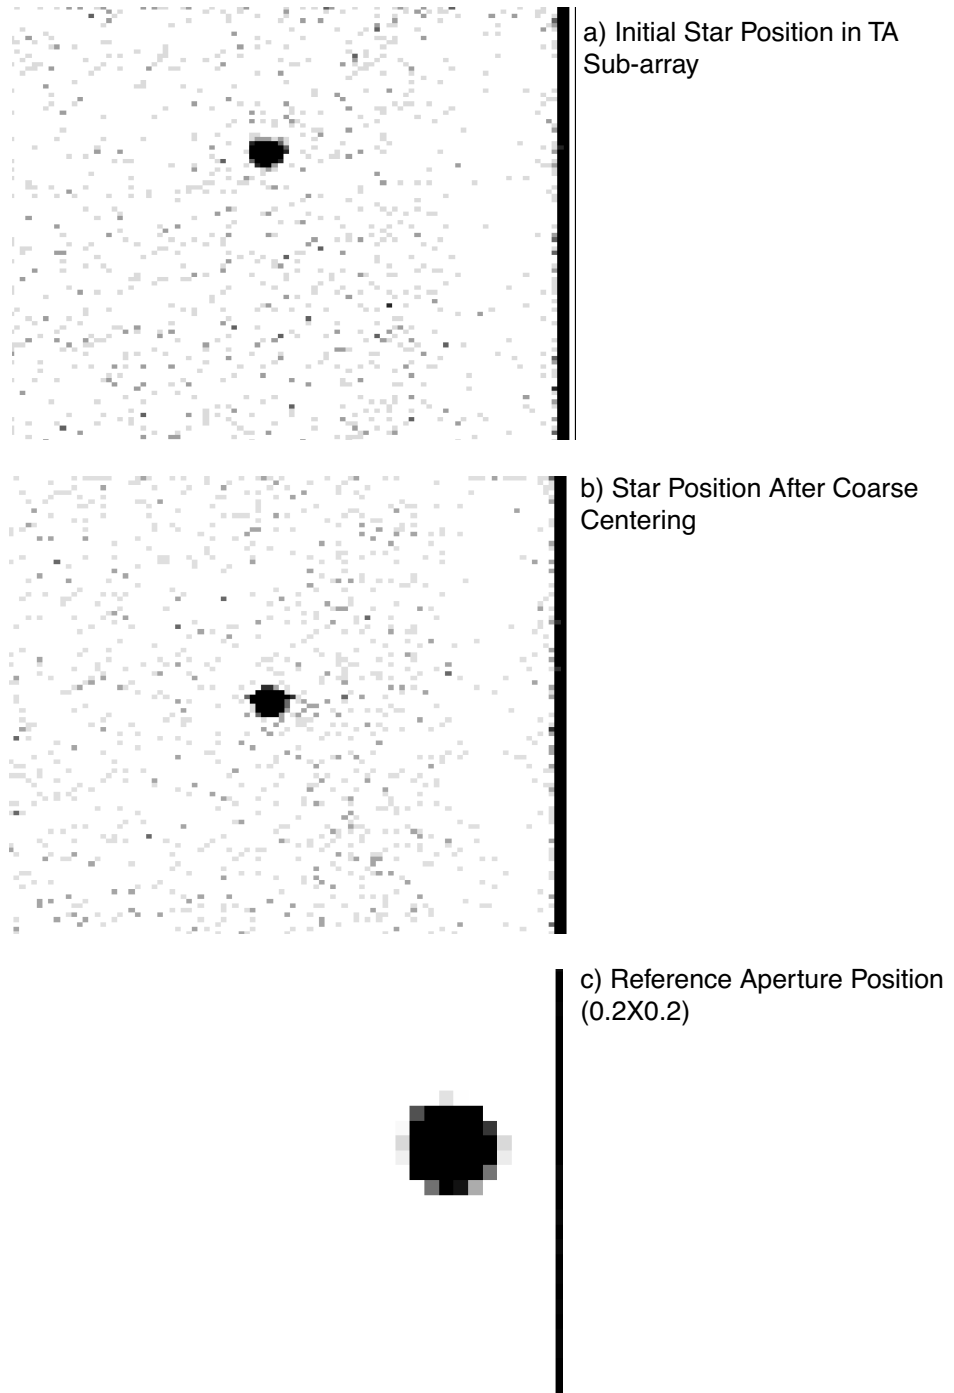 a) Initial Star Position in TA
Sub-array
b) Star Position After Coarse
Centering
c) Reference Aperture Position
(0.2X0.2)